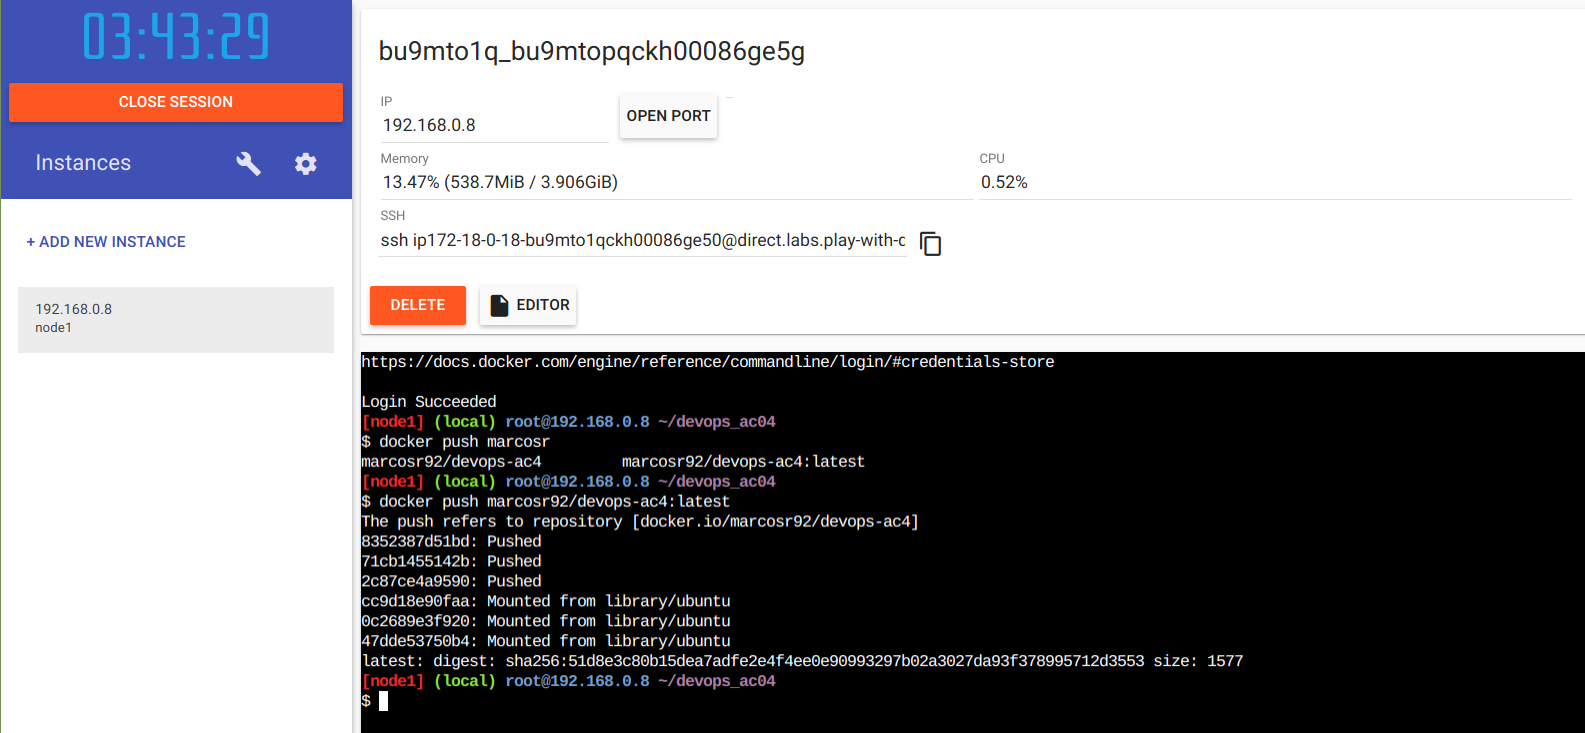 03:43:29
CLOSE SESSION
Instances
+ ADD NEW INSTANCE
192.168.0.8
node1
bu9mto1q_bu9mtopqckh00086ge5g
IP
192.168.0.8
OPEN PORT
Memory
13.47% (538.7MiB / 3.906GiB)
CPU
0.52%
SSH
ssh ip172-18-0-18-bu9mto1qckh00086ge50@direct.labs.play-with-c
DELETE
EDITOR
https://docs.docker.com/engine/reference/commandline/login/#credentials-store
Login Succeeded
[node1] (local) root@192.168.0.8 ~/devops_ac04
$ docker push marcosr
marcosr92/devops-ac4         marcosr92/devops-ac4:latest
[node1] (local) root@192.168.0.8 ~/devops_ac04
$ docker push marcosr92/devops-ac4:latest
The push refers to repository [docker.io/marcosr92/devops-ac4]
8352387d51bd: Pushed
71cb1455142b: Pushed
2c87ce4a9590: Pushed
cc9d18e90faa: Mounted from library/ubuntu
0c2689e3f920: Mounted from library/ubuntu
47dde53750b4: Mounted from library/ubuntu
latest: digest: sha256:51d8e3c80b15dea7adfe2e4f4ee0e90993297b02a3027da93f378995712d3553 size: 1577
[node1] (local) root@192.168.0.8 ~/devops_ac04
$